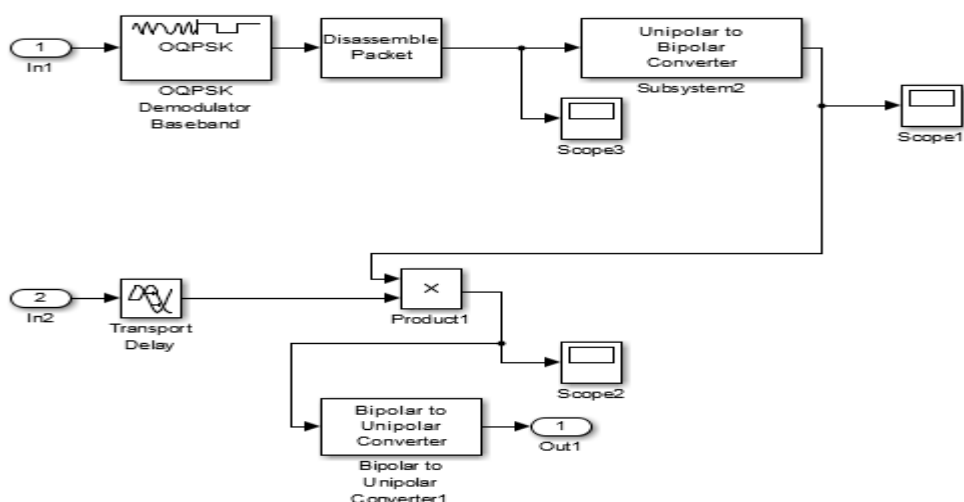 1
In1
OQPSK
OQPSK
Demodulator
Baseband
Disassemble
Packet
Scope3
Unipolar to
Bipolar
Converter
Subsystem2
Scope1
2
In2
Transport
Delay
×
Product1
Scope2
Bipolar to
Unipolar
Converter
Bipolar to
Unipolar
Converter1
1
Out1